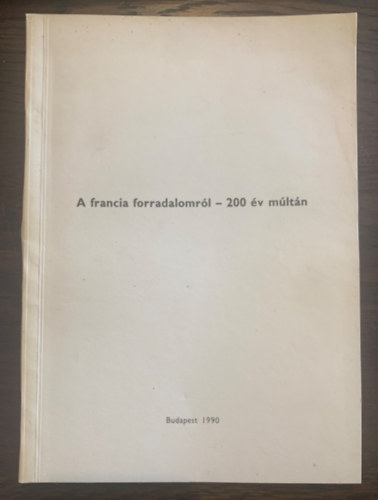 A francia forradalomról – 200 év múltán
Budapest 1990